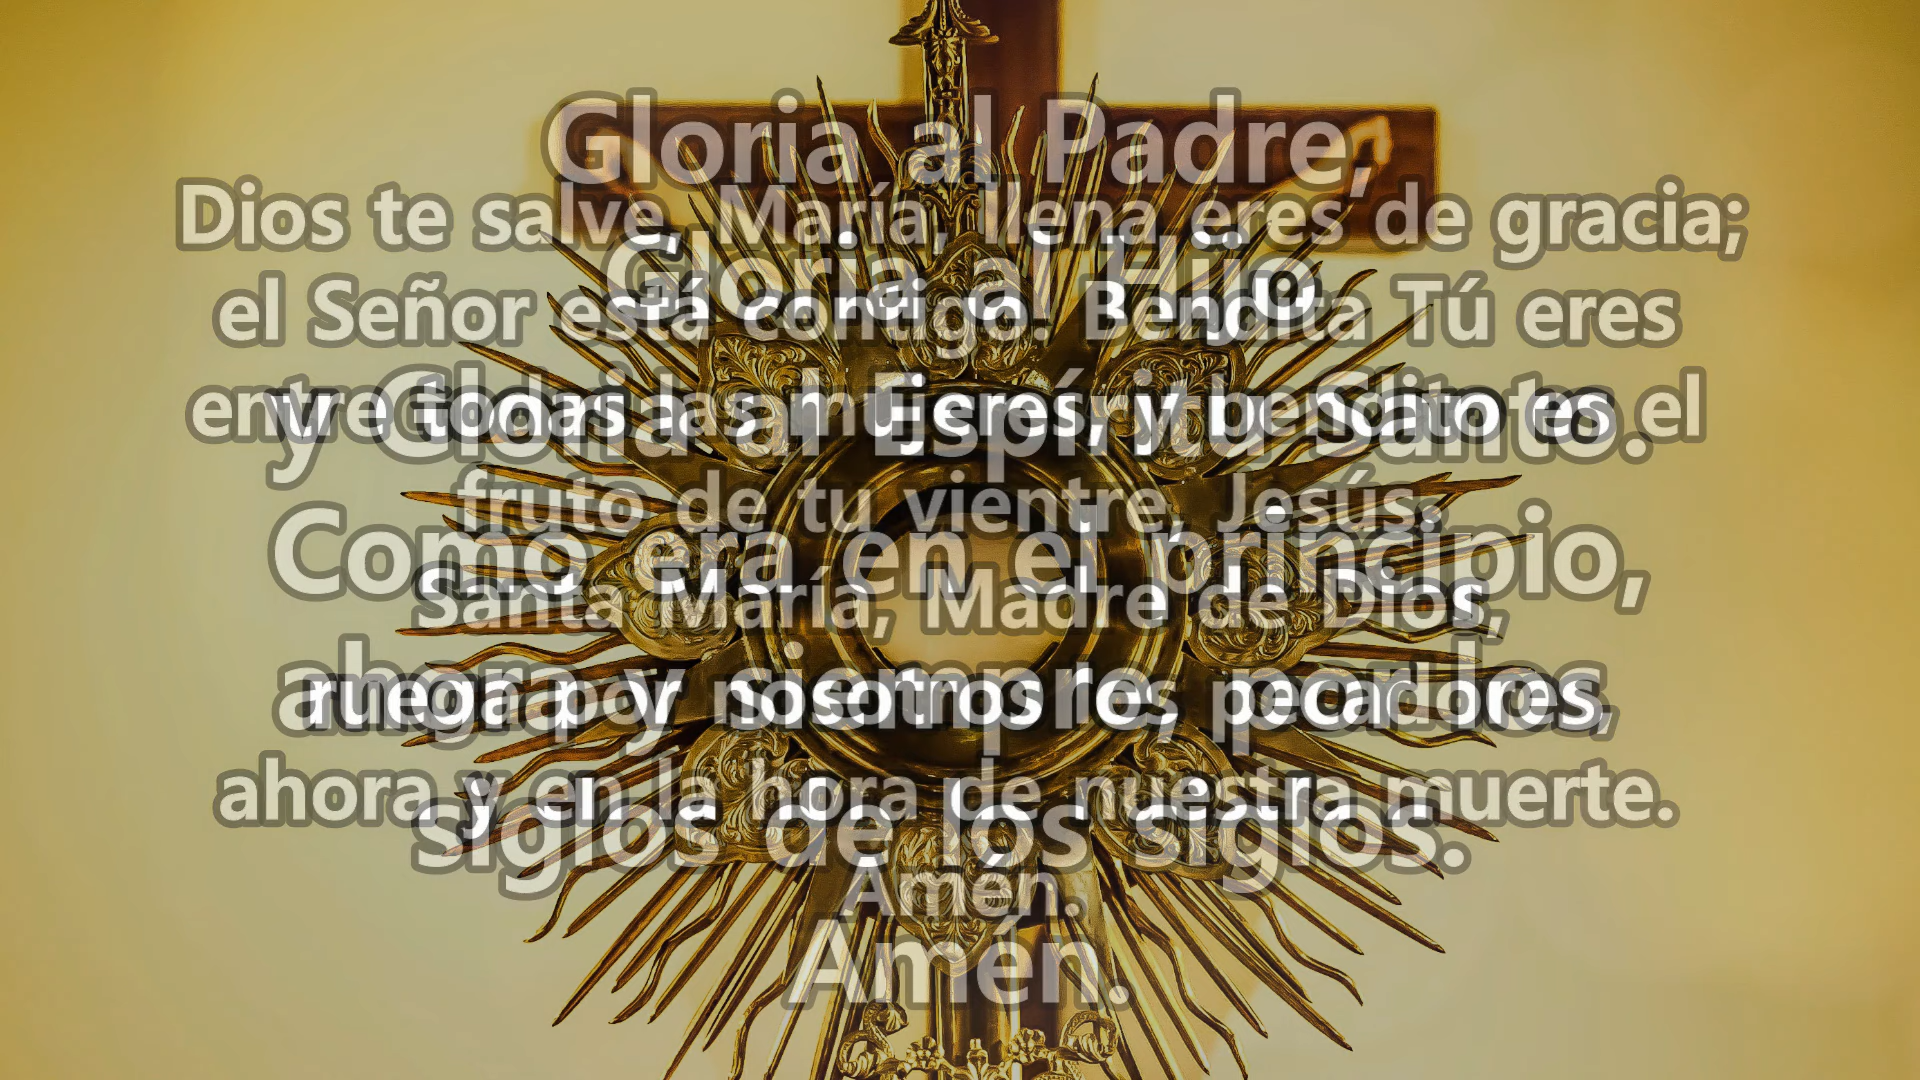 Gloria al Padre,
Gloria al Hijo
y Gloria al Espíritu Santo.
Como era en el principio,
ahora y siempre, por los
siglos de los siglos.
Amén.
Dios te salve, María, llena eres de gracia;
el Señor está contigo. Bendita Tú eres
entre todas las mujeres, y bendito es el
fruto de tu vientre, Jesús.
Santa María, Madre de Dios,
ruega por nosotros los pecadores,
ahora y en la hora de nuestra muerte.
Amén.